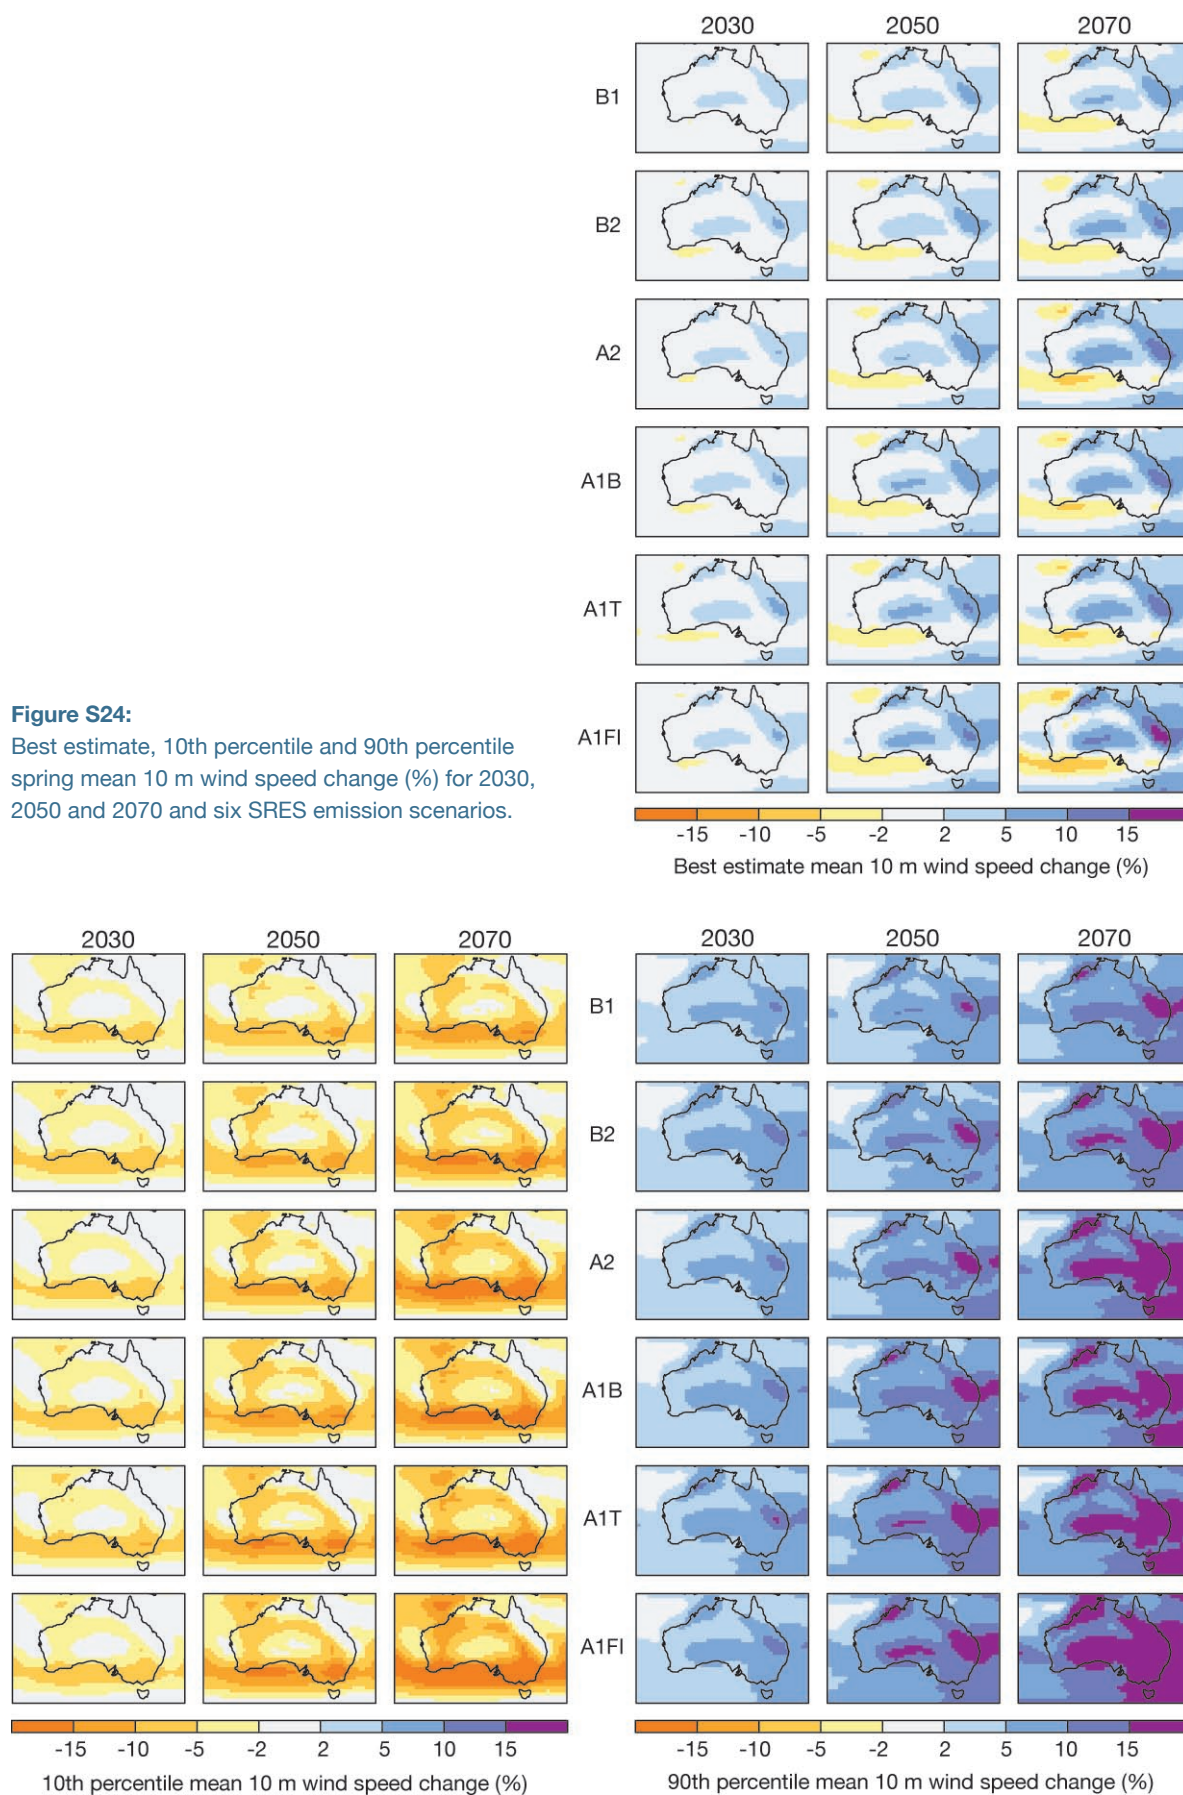 2030 2050 2070
B1
B2
A2
A1B
A1T
A1FI
Figure S24:
Best estimate, 10th percentile and 90th percentile
spring mean 10 m wind speed change (%) for 2030,
2050 and 2070 and six SRES emission scenarios.
-15 -10 -5 -2 2 5 10 15
Best estimate mean 10 m wind speed change (%)
2030 2050 2070 2030 2050 2070
B1
B2
A2
A1B
A1T
A1FI
-15 -10 -5 -2 2 5 10 15
10th percentile mean 10 m wind speed change (%)
-15 -10 -5 -2 2 5 10 15
90th percentile mean 10 m wind speed change (%)